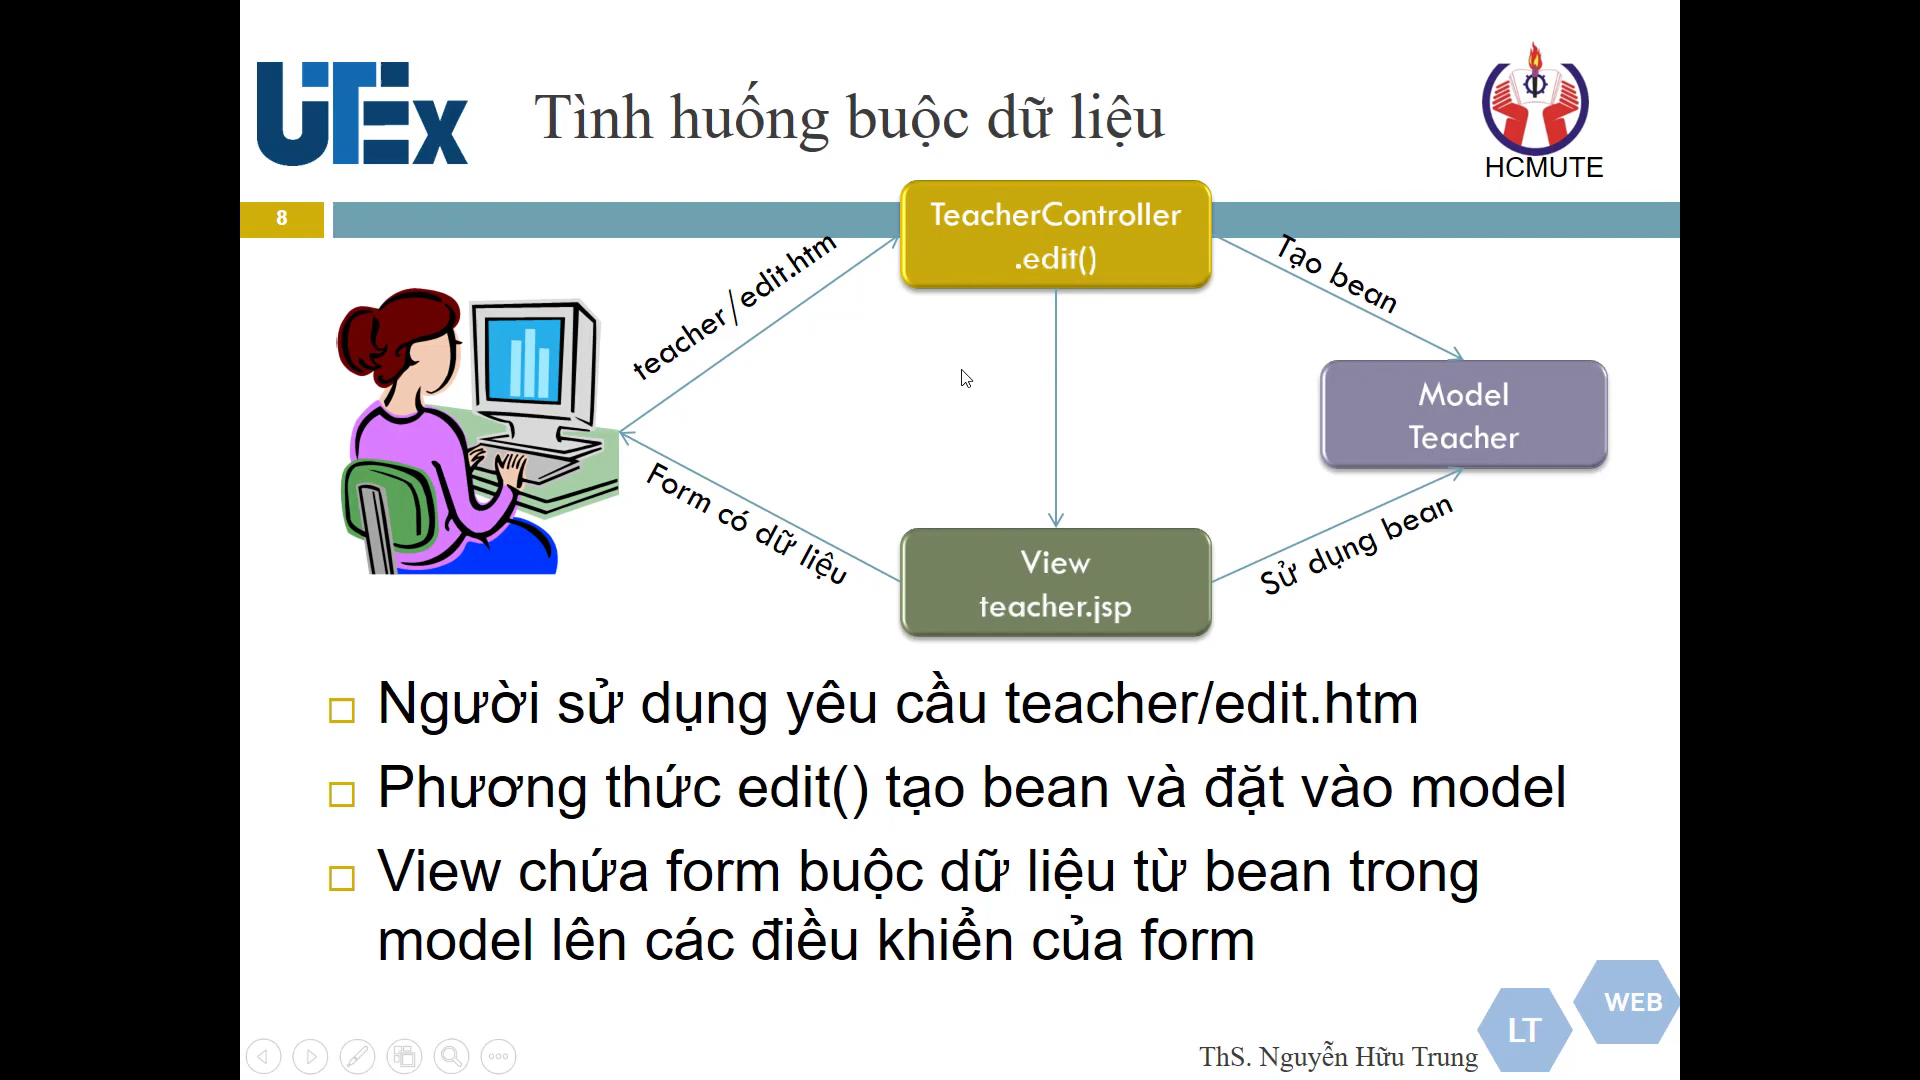 UTEx
Tình huống buộc dữ liệu
HCMUTE
8
TeacherController
.edit()
teacher/edit.htm
Tạo bean
Model
Teacher
Form có dữ liệu
View
teacher.jsp
Sử dụng bean
Người sử dụng yêu cầu teacher/edit.htm
Phương thức edit() tạo bean và đặt vào model
View chứa form buộc dữ liệu từ bean trong
model lên các điều khiển của form
WEB
LT
ThS. Nguyễn Hữu Trung